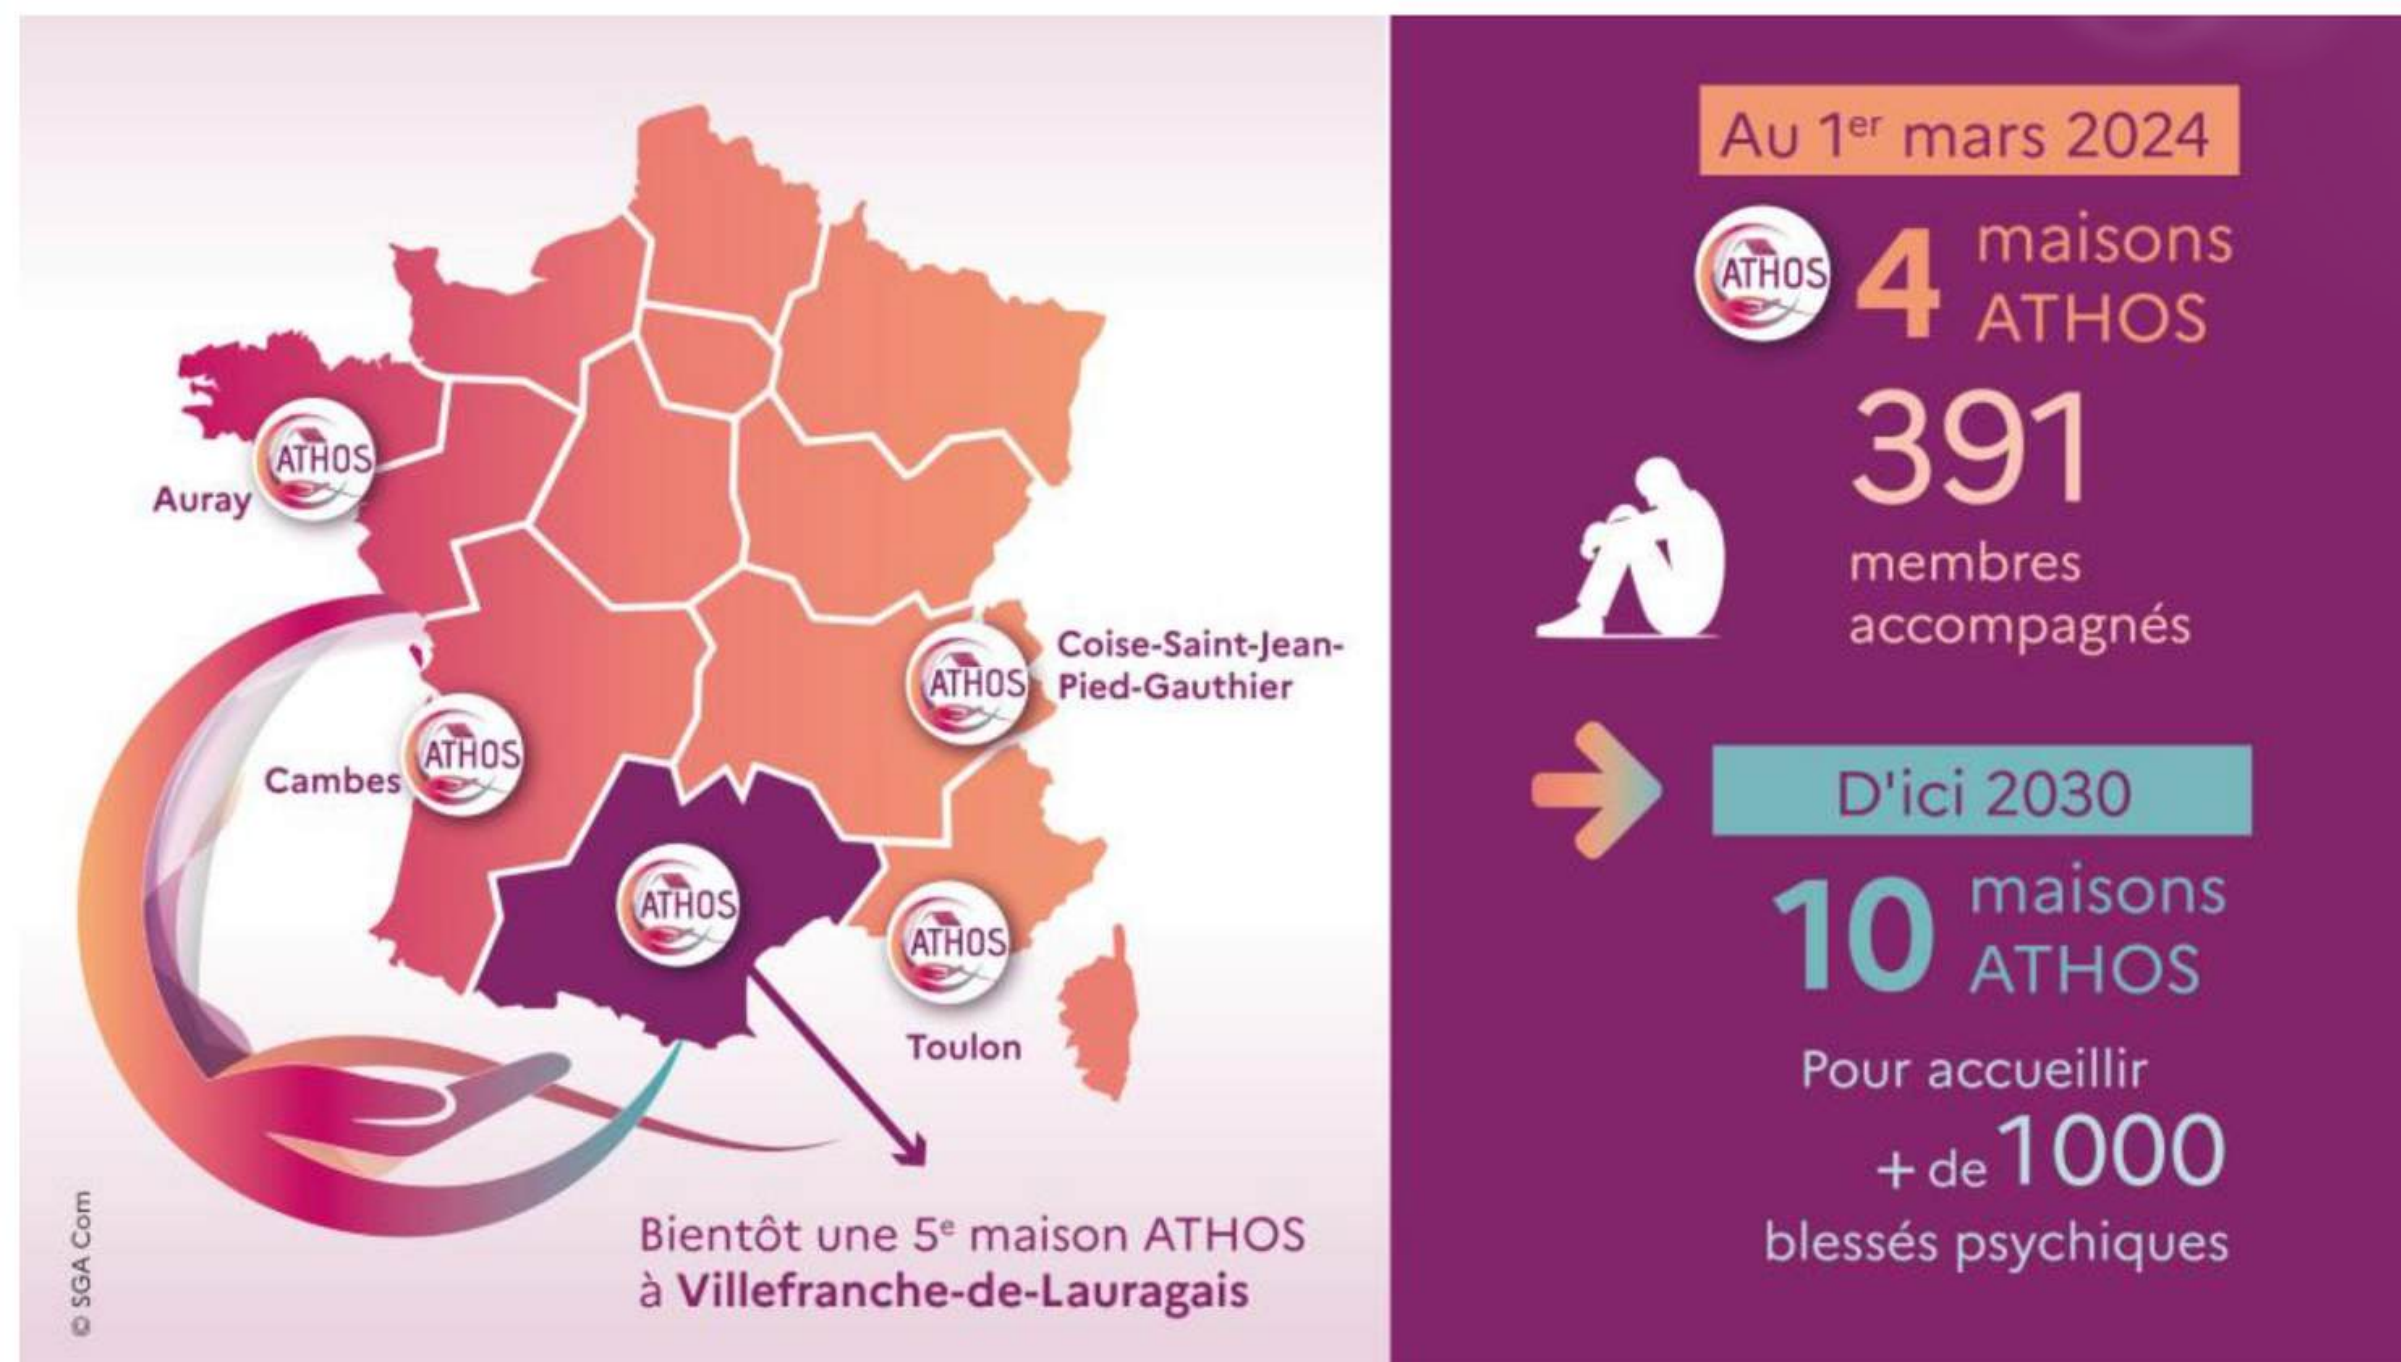 ATHOS
Auray
ATHOS
Coise-Saint-Jean-
Pied-Gauthier
ATHOS
Cambes
ATHOS
ATHOS
Toulon
Bientôt une 5e maison ATHOS
à Villefranche-de-Lauragais
© SGA Com
Au 1er mars 2024
ATHOS
4 maisons
ATHOS
391
membres
accompagnés
D'ici 2030
10 maisons
ATHOS
Pour accueillir
+ de 1000
blessés psychiques